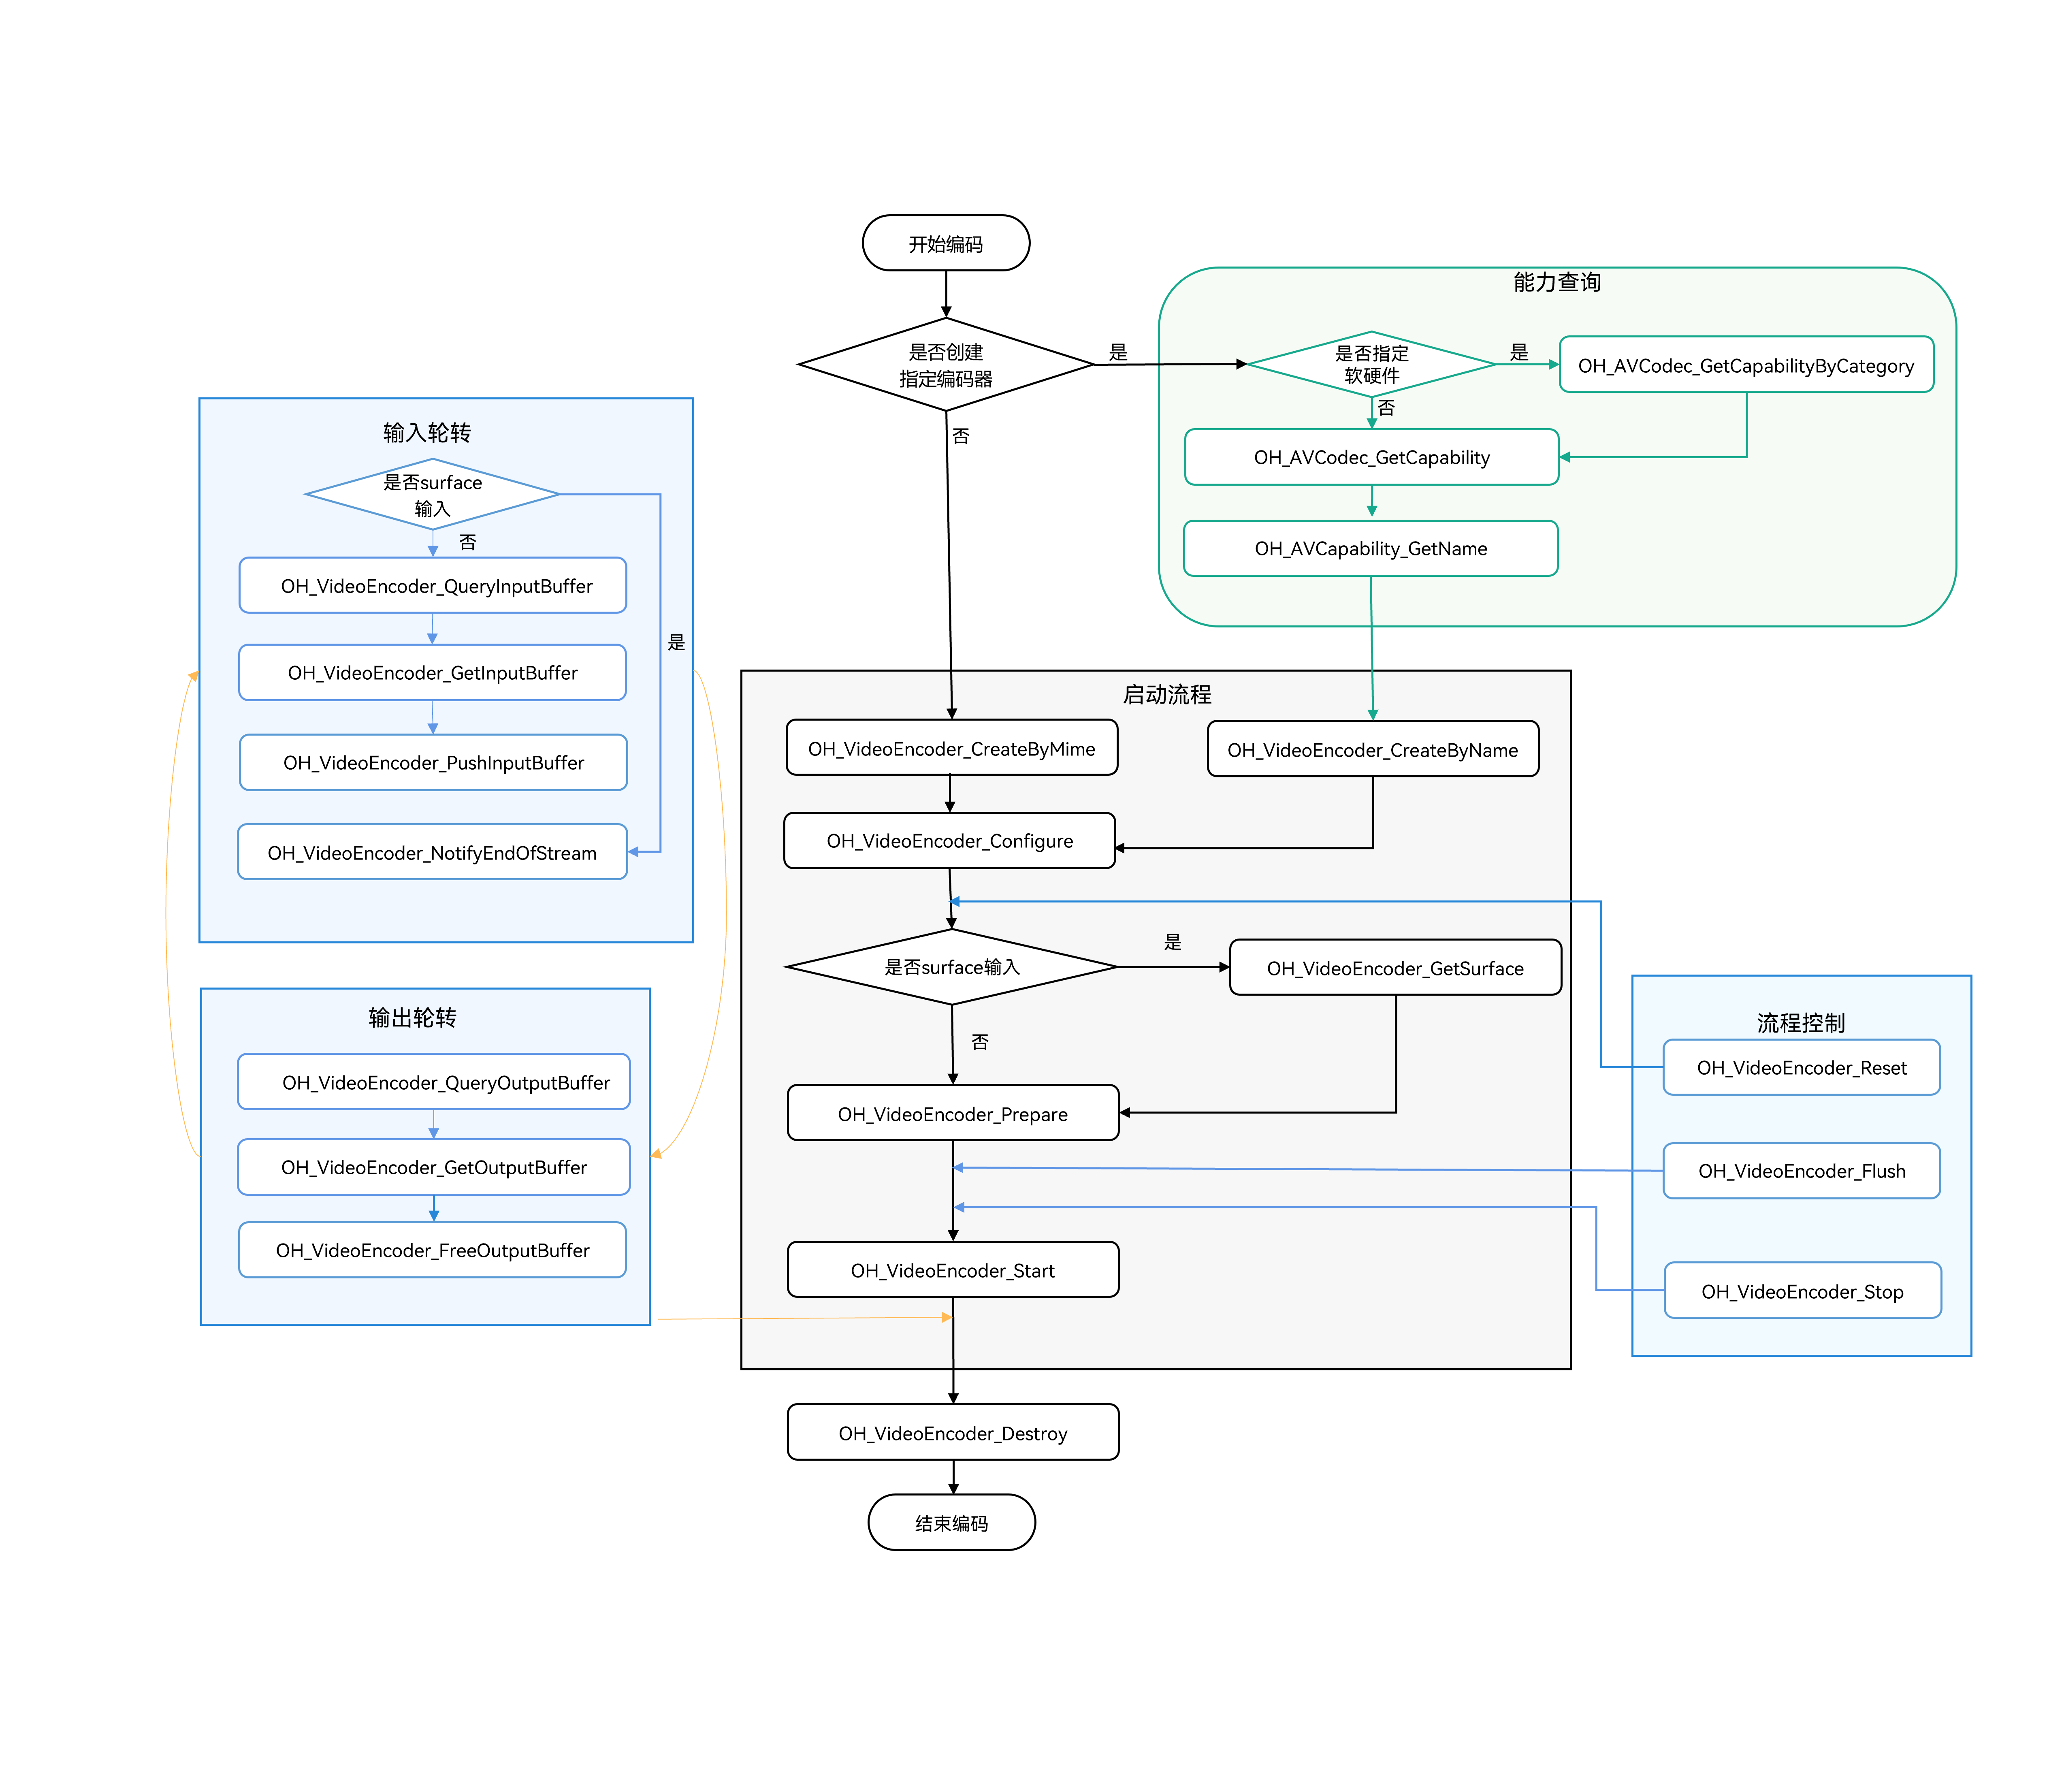 开始编码
是否创建
指定编码器
是
否
能力查询
是否指定
软硬件
是
否
OH_AVCodec_GetCapabilityByCategory
OH_AVCodec_GetCapability
OH_AVCapability_GetName
输入轮转
是否surface
输入
否
是
OH_VideoEncoder_QueryInputBuffer
OH_VideoEncoder_GetInputBuffer
OH_VideoEncoder_PushInputBuffer
OH_VideoEncoder_NotifyEndOfStream
输出轮转
OH_VideoEncoder_QueryOutputBuffer
OH_VideoEncoder_GetOutputBuffer
OH_VideoEncoder_FreeOutputBuffer
启动流程
OH_VideoEncoder_CreateByMime
OH_VideoEncoder_CreateByName
OH_VideoEncoder_Configure
是否surface输入
是
OH_VideoEncoder_GetSurface
否
OH_VideoEncoder_Prepare
OH_VideoEncoder_Start
流程控制
OH_VideoEncoder_Reset
OH_VideoEncoder_Flush
OH_VideoEncoder_Stop
OH_VideoEncoder_Destroy
结束编码